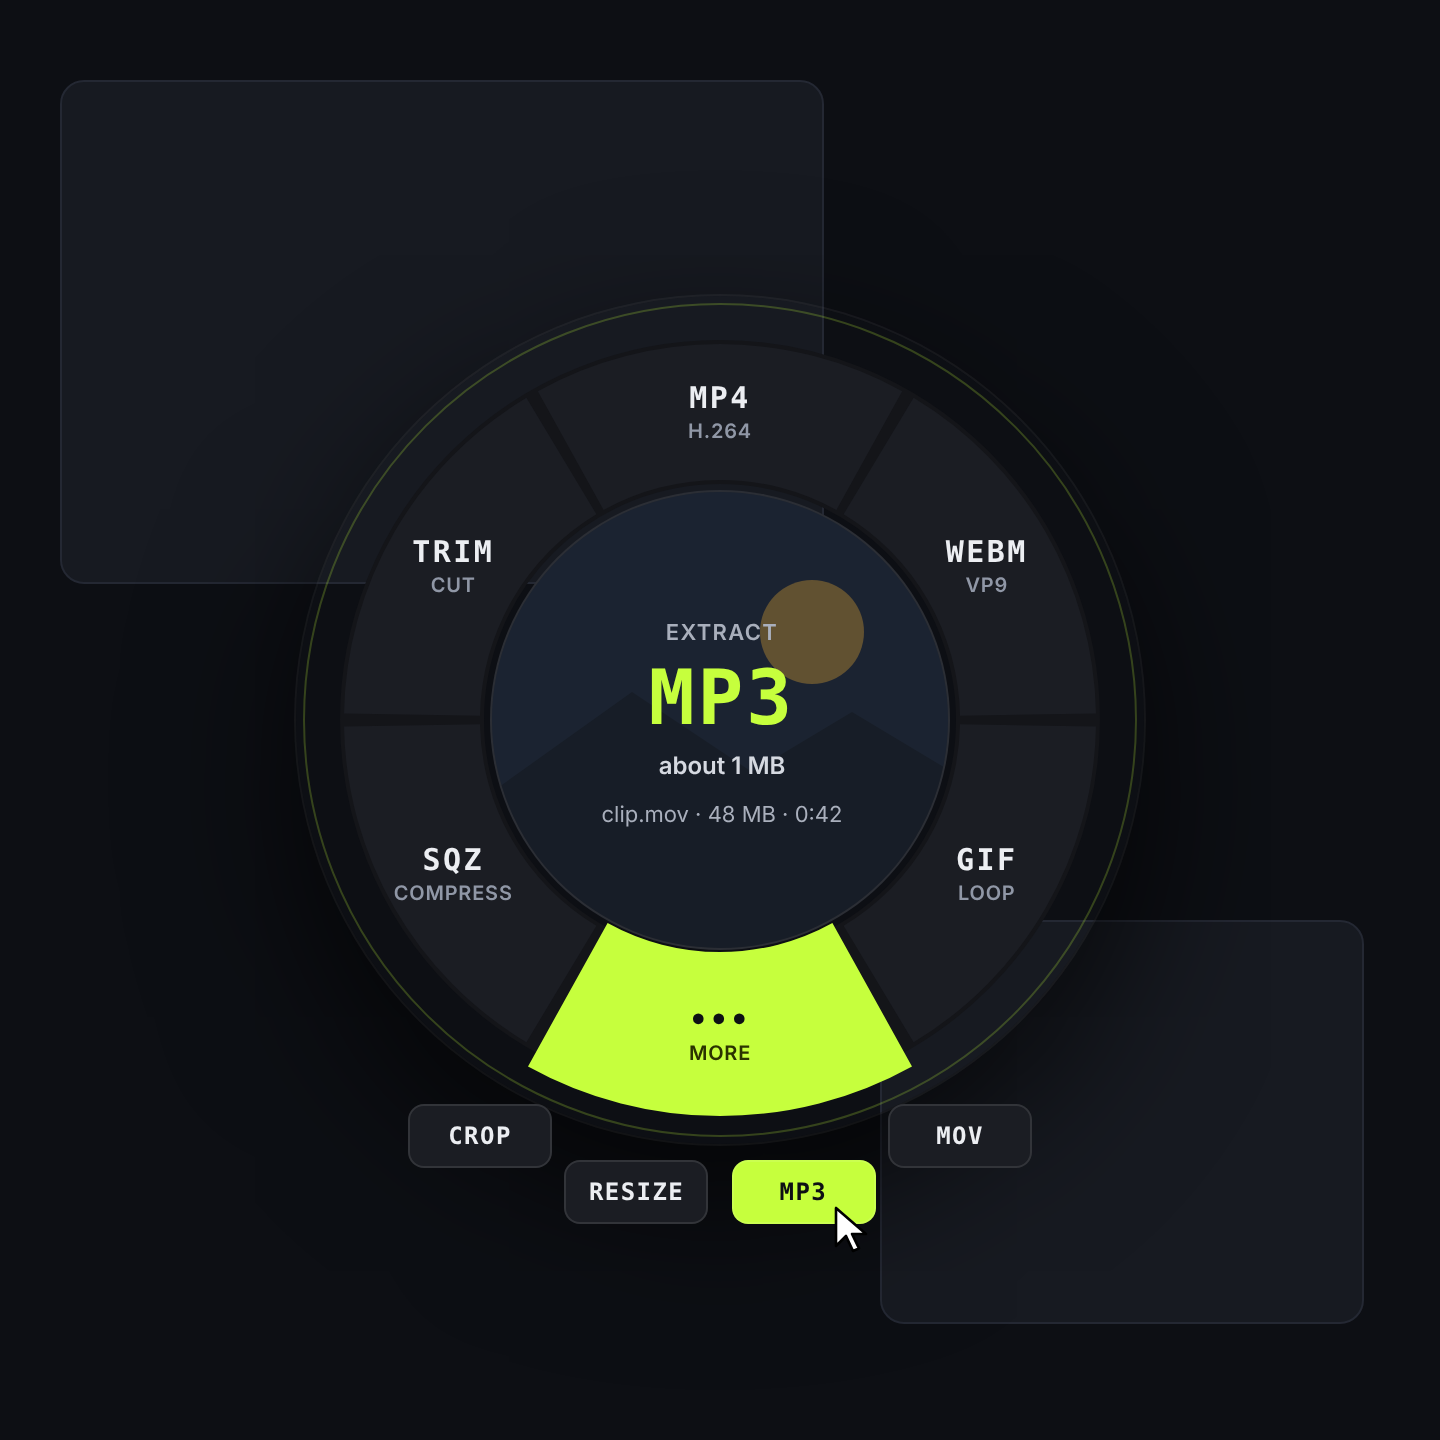 MP4
H.264
TRIM
CUT
WEBM
VP9
EXTRACT
MP3
about 1 MB
clip.mov · 48 MB · 0:42
SQZ
COMPRESS
GIF
LOOP
MORE
CROP
MOV
RESIZE
MP3